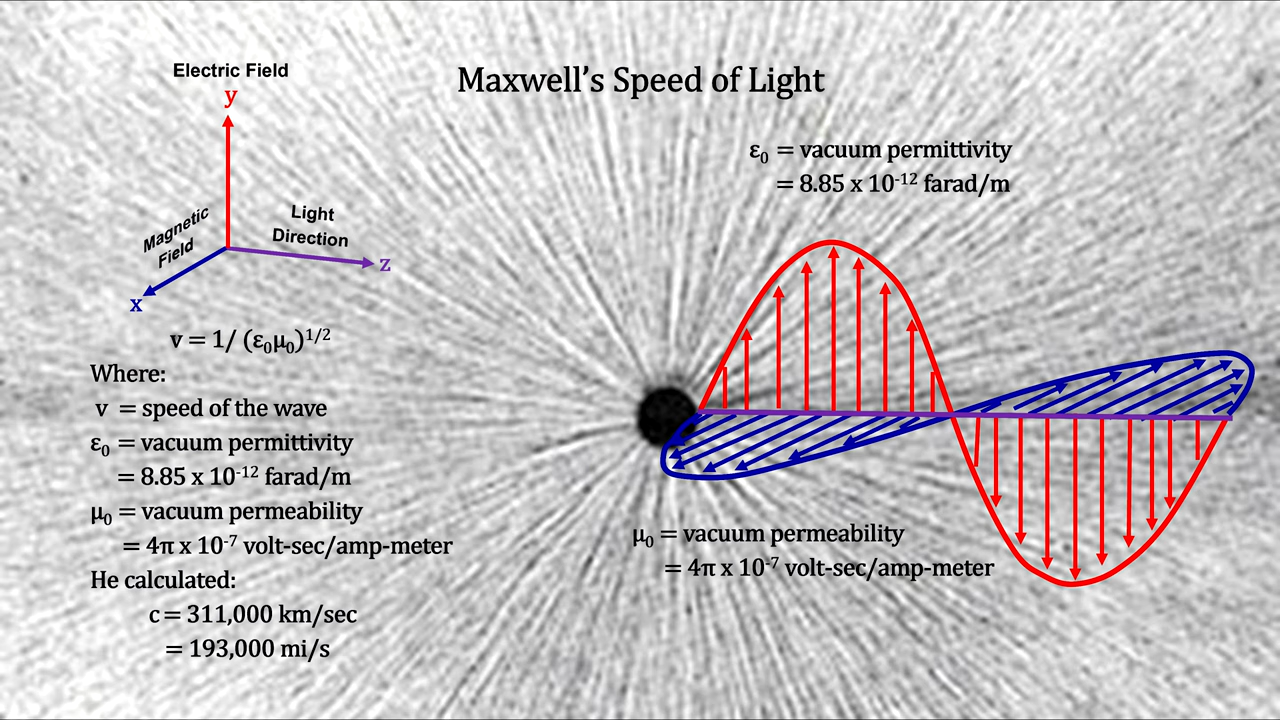 Maxwell's Speed of Light
Electric Field
y
Magnetic
Field
Light
Direction
z
x
v = 1/ (ε₀μ₀)¹ᐟ²
Where:
v = speed of the wave
ε₀ = vacuum permittivity
= 8.85 x 10⁻¹² farad/m
μ₀ = vacuum permeability
= 4π x 10⁻⁷ volt-sec/amp-meter
He calculated:
c = 311,000 km/sec
= 193,000 mi/s
ε₀ = vacuum permittivity
= 8.85 x 10⁻¹² farad/m
μ₀ = vacuum permeability
= 4π x 10⁻⁷ volt-sec/amp-meter